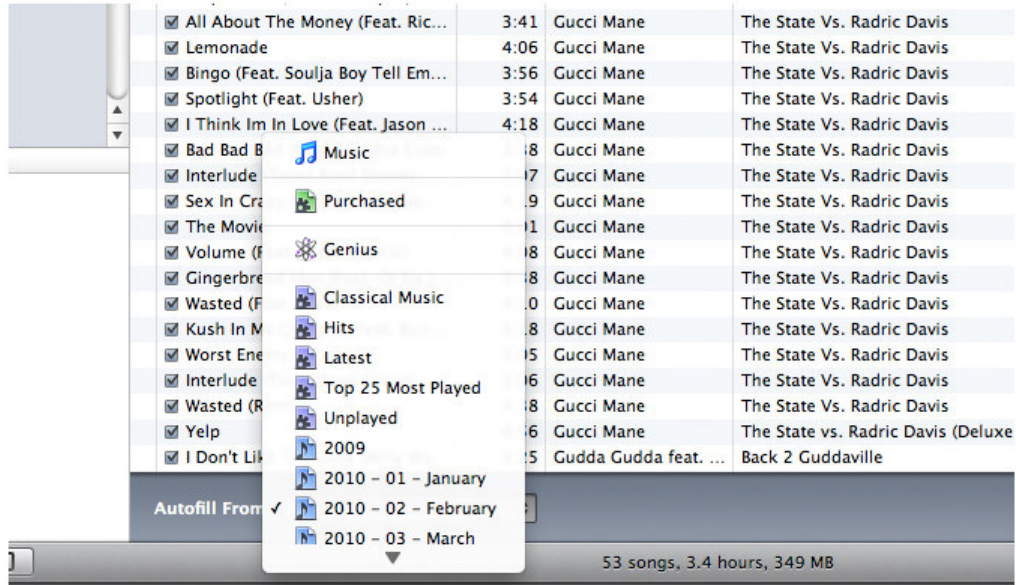 All About The Money (Feat. Ric... 3:41 Gucci Mane The State Vs. Radric Davis
Lemonade 4:06 Gucci Mane The State Vs. Radric Davis
Bingo (Feat. Soulja Boy Tell Em... 3:56 Gucci Mane The State Vs. Radric Davis
Spotlight (Feat. Usher) 3:54 Gucci Mane The State Vs. Radric Davis
I Think Im In Love (Feat. Jason ... 4:18 Gucci Mane The State Vs. Radric Davis
Bad Bad B Gucci Mane The State Vs. Radric Davis
Interlude Gucci Mane The State Vs. Radric Davis
Sex In Cra Gucci Mane The State Vs. Radric Davis
The Movie Gucci Mane The State Vs. Radric Davis
Volume (F Gucci Mane The State Vs. Radric Davis
Gingerbre Gucci Mane The State Vs. Radric Davis
Wasted (F Gucci Mane The State Vs. Radric Davis
Kush In M Gucci Mane The State Vs. Radric Davis
Worst Ene Gucci Mane The State Vs. Radric Davis
Interlude Gucci Mane The State Vs. Radric Davis
Wasted (R Gucci Mane The State Vs. Radric Davis
Yelp Gucci Mane The State vs. Radric Davis (Deluxe
I Don't Lik Gudda Gudda feat. ... Back 2 Guddaville
Music
Purchased
Genius
Classical Music
Hits
Latest
Top 25 Most Played
Unplayed
2009
2010 - 01 - January
Autofill From ✓ 2010 - 02 - February
2010 - 03 - March
53 songs, 3.4 hours, 349 MB